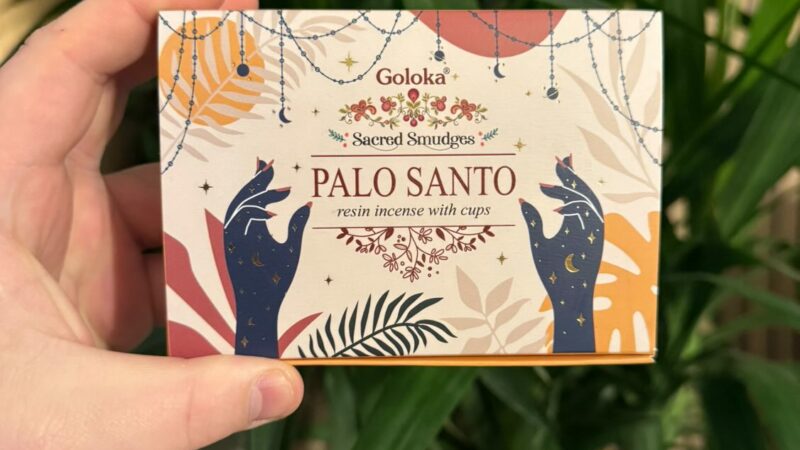 Goloka®
Sacred Smudges
PALO SANTO
resin incense with cups